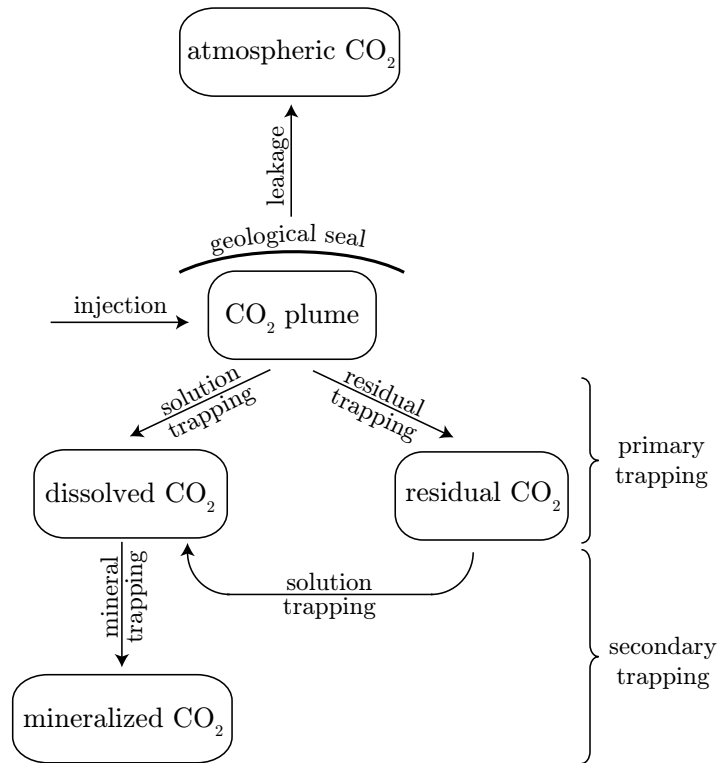 atmospheric CO₂
leakage
geological seal
injection
CO₂ plume
solution
trapping
residual
trapping
primary
trapping
dissolved CO₂
residual CO₂
mineral
trapping
solution
trapping
secondary
trapping
mineralized CO₂